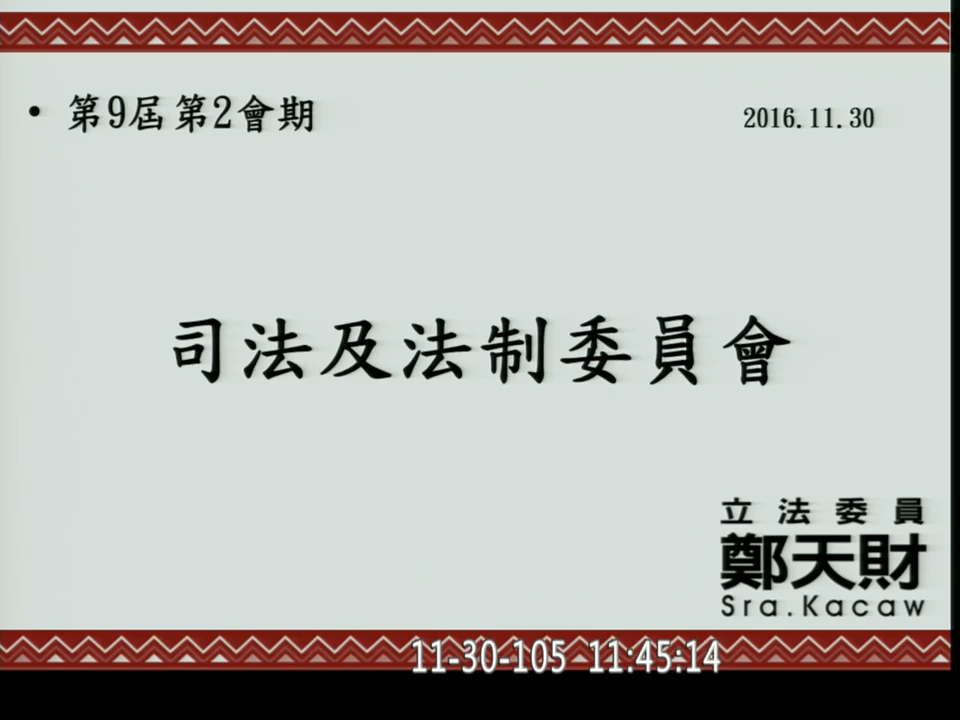 • 第9屆第2會期
2016.11.30
司法及法制委員會
立法委員
鄭天財
Sra.Kacaw
11-30-105 11:45:14